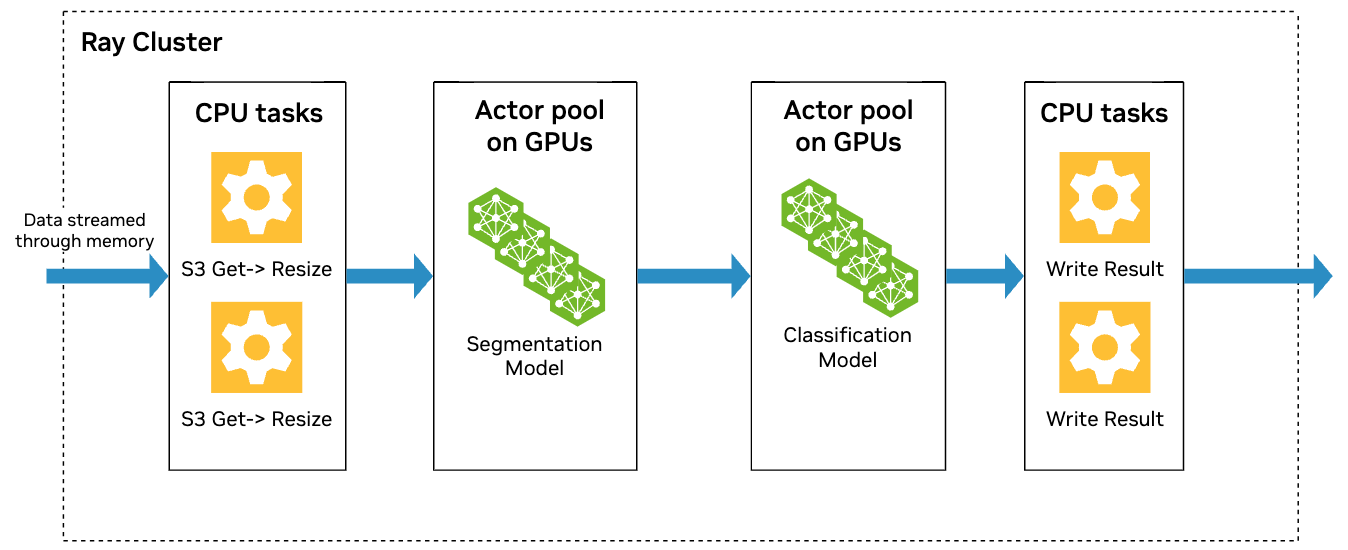 Ray Cluster
Data streamed
through memory
CPU tasks
S3 Get-> Resize
S3 Get-> Resize
Actor pool
on GPUs
Segmentation
Model
Actor pool
on GPUs
Classification
Model
CPU tasks
Write Result
Write Result